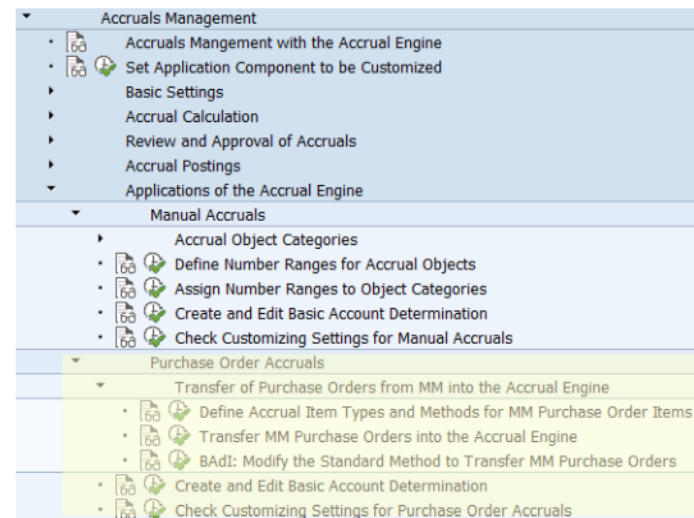 Accruals Management
Accruals Mangement with the Accrual Engine
Set Application Component to be Customized
Basic Settings
Accrual Calculation
Review and Approval of Accruals
Accrual Postings
Applications of the Accrual Engine
Manual Accruals
Accrual Object Categories
Define Number Ranges for Accrual Objects
Assign Number Ranges to Object Categories
Create and Edit Basic Account Determination
Check Customizing Settings for Manual Accruals
Purchase Order Accruals
Transfer of Purchase Orders from MM into the Accrual Engine
Define Accrual Item Types and Methods for MM Purchase Order Items
Transfer MM Purchase Orders into the Accrual Engine
BAdI: Modify the Standard Method to Transfer MM Purchase Orders
Create and Edit Basic Account Determination
Check Customizing Settings for Purchase Order Accruals